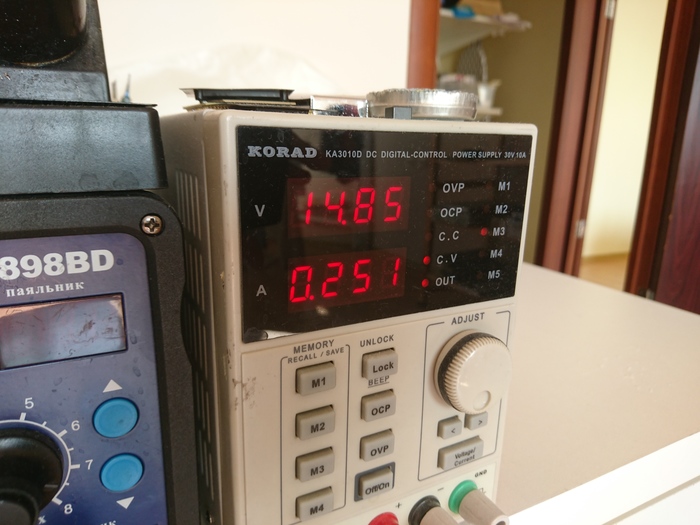 KORAD KA3010D DC DIGITAL-CONTROL POWER SUPPLY 30V 10A
V 14.85
A 0.251
OVP M1
OCP M2
C.C M3
C.V M4
OUT M5
MEMORY
RECALL / SAVE
M1
M2
M3
M4
UNLOCK
Lock
BEEP
OCP
OVP
Off/On
ADJUST
<
>
Voltage/
Current
+
−
GND
898BD
паяльник
5
6
7
8